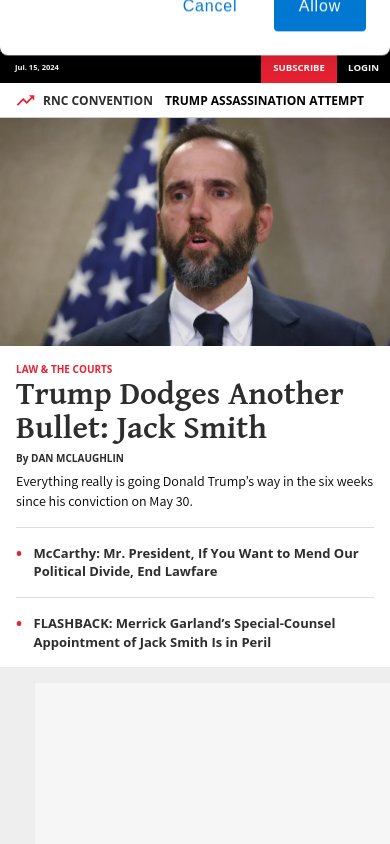 Cancel
Allow
Jul. 15, 2024
SUBSCRIBE
LOGIN
RNC CONVENTION
TRUMP ASSASSINATION ATTEMPT
LAW & THE COURTS
Trump Dodges Another
Bullet: Jack Smith
By DAN MCLAUGHLIN
Everything really is going Donald Trump’s way in the six weeks
since his conviction on May 30.
McCarthy: Mr. President, If You Want to Mend Our
Political Divide, End Lawfare
FLASHBACK: Merrick Garland’s Special-Counsel
Appointment of Jack Smith Is in Peril